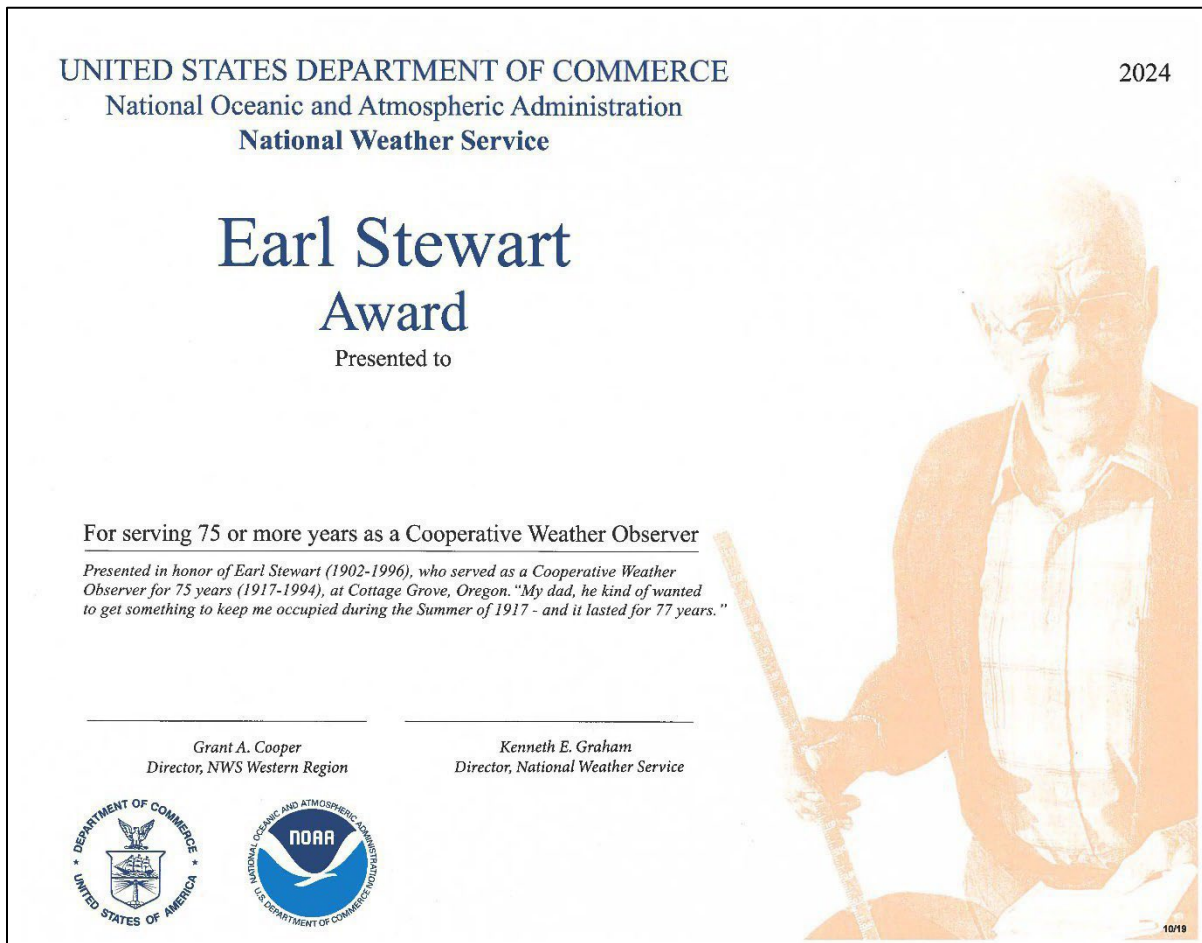 UNITED STATES DEPARTMENT OF COMMERCE
National Oceanic and Atmospheric Administration
National Weather Service
2024
Earl Stewart
Award
Presented to
For serving 75 or more years as a Cooperative Weather Observer
Presented in honor of Earl Stewart (1902-1996), who served as a Cooperative Weather
Observer for 75 years (1917-1994), at Cottage Grove, Oregon. "My dad, he kind of wanted
to get something to keep me occupied during the Summer of 1917 - and it lasted for 77 years."
Grant A. Cooper
Director, NWS Western Region
Kenneth E. Graham
Director, National Weather Service
DEPARTMENT OF COMMERCE
UNITED STATES OF AMERICA
NATIONAL OCEANIC AND ATMOSPHERIC ADMINISTRATION
U.S. DEPARTMENT OF COMMERCE
NOAA
10/19